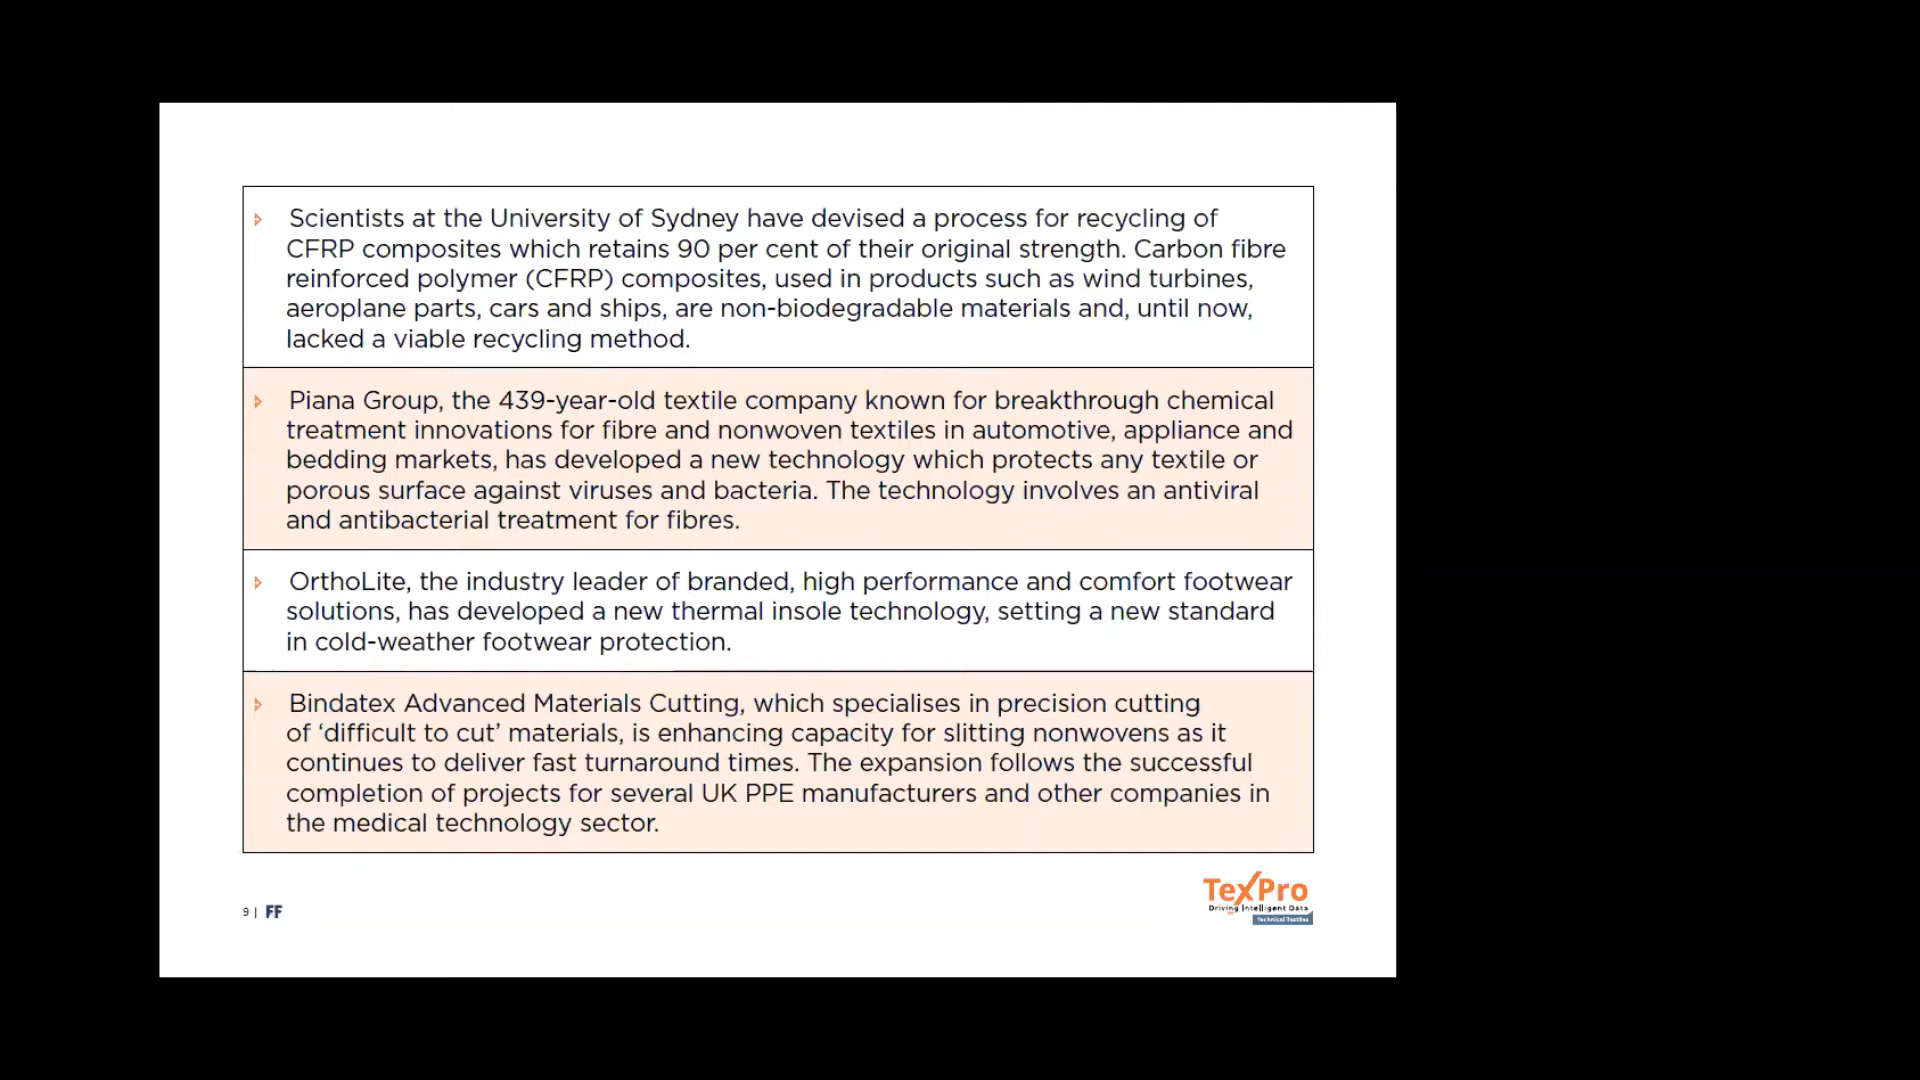 Scientists at the University of Sydney have devised a process for recycling of
CFRP composites which retains 90 per cent of their original strength. Carbon fibre
reinforced polymer (CFRP) composites, used in products such as wind turbines,
aeroplane parts, cars and ships, are non-biodegradable materials and, until now,
lacked a viable recycling method.
Piana Group, the 439-year-old textile company known for breakthrough chemical
treatment innovations for fibre and nonwoven textiles in automotive, appliance and
bedding markets, has developed a new technology which protects any textile or
porous surface against viruses and bacteria. The technology involves an antiviral
and antibacterial treatment for fibres.
OrthoLite, the industry leader of branded, high performance and comfort footwear
solutions, has developed a new thermal insole technology, setting a new standard
in cold-weather footwear protection.
Bindatex Advanced Materials Cutting, which specialises in precision cutting
of ‘difficult to cut’ materials, is enhancing capacity for slitting nonwovens as it
continues to deliver fast turnaround times. The expansion follows the successful
completion of projects for several UK PPE manufacturers and other companies in
the medical technology sector.
9 | FF
TexPro
Driving Intelligent Data
Technical Textiles